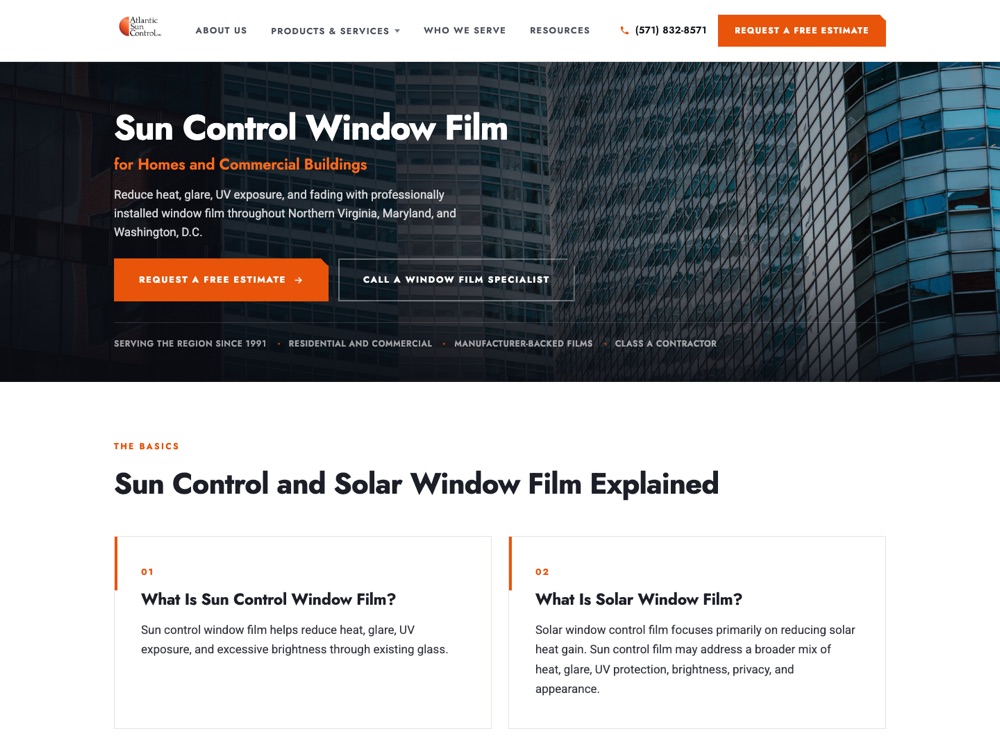 Atlantic
Sun
Control
ABOUT US
PRODUCTS & SERVICES
WHO WE SERVE
RESOURCES
(571) 832-8571
REQUEST A FREE ESTIMATE
Sun Control Window Film
for Homes and Commercial Buildings
Reduce heat, glare, UV exposure, and fading with professionally
installed window film throughout Northern Virginia, Maryland, and
Washington, D.C.
REQUEST A FREE ESTIMATE →
CALL A WINDOW FILM SPECIALIST
SERVING THE REGION SINCE 1991 • RESIDENTIAL AND COMMERCIAL • MANUFACTURER-BACKED FILMS • CLASS A CONTRACTOR
THE BASICS
Sun Control and Solar Window Film Explained
01
What Is Sun Control Window Film?
Sun control window film helps reduce heat, glare, UV
exposure, and excessive brightness through existing glass.
02
What Is Solar Window Film?
Solar window control film focuses primarily on reducing solar
heat gain. Sun control film may address a broader mix of
heat, glare, UV protection, brightness, privacy, and
appearance.